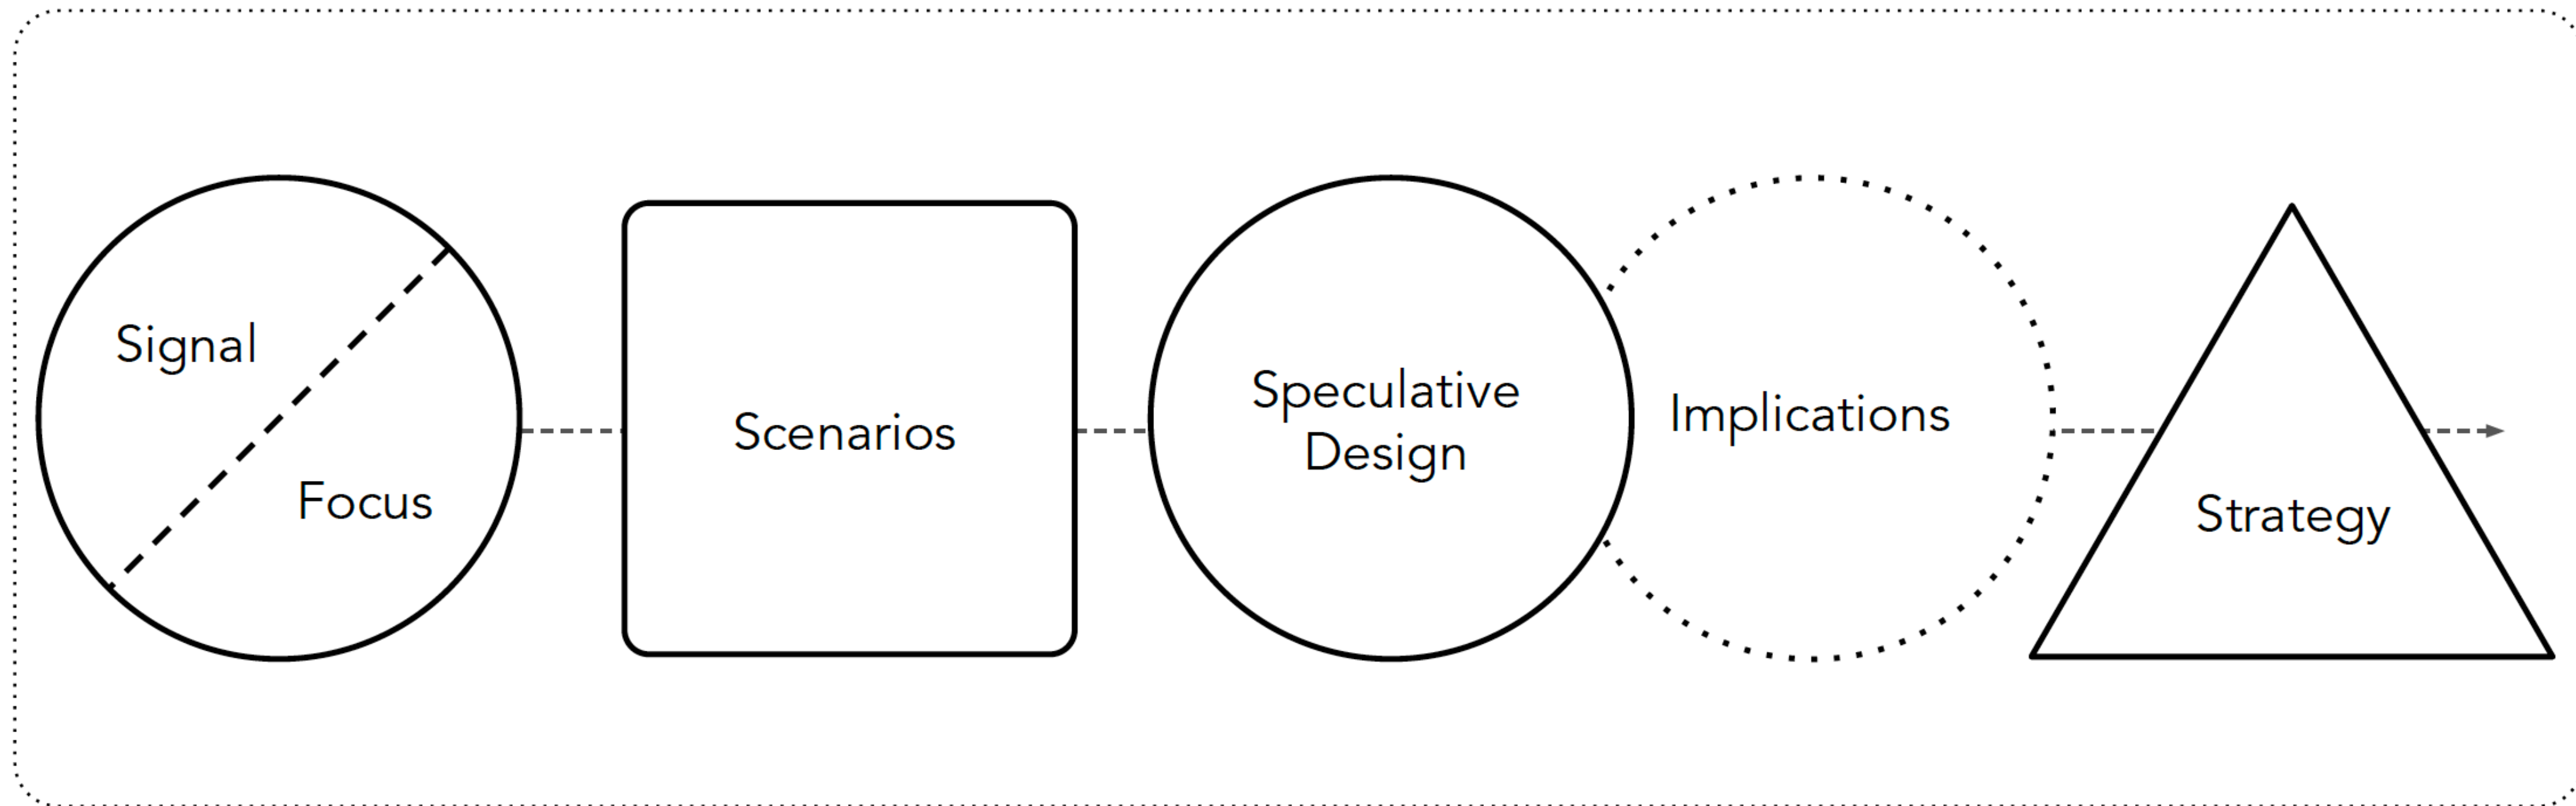 Signal
Focus
Scenarios
Speculative
Design
Implications
Strategy